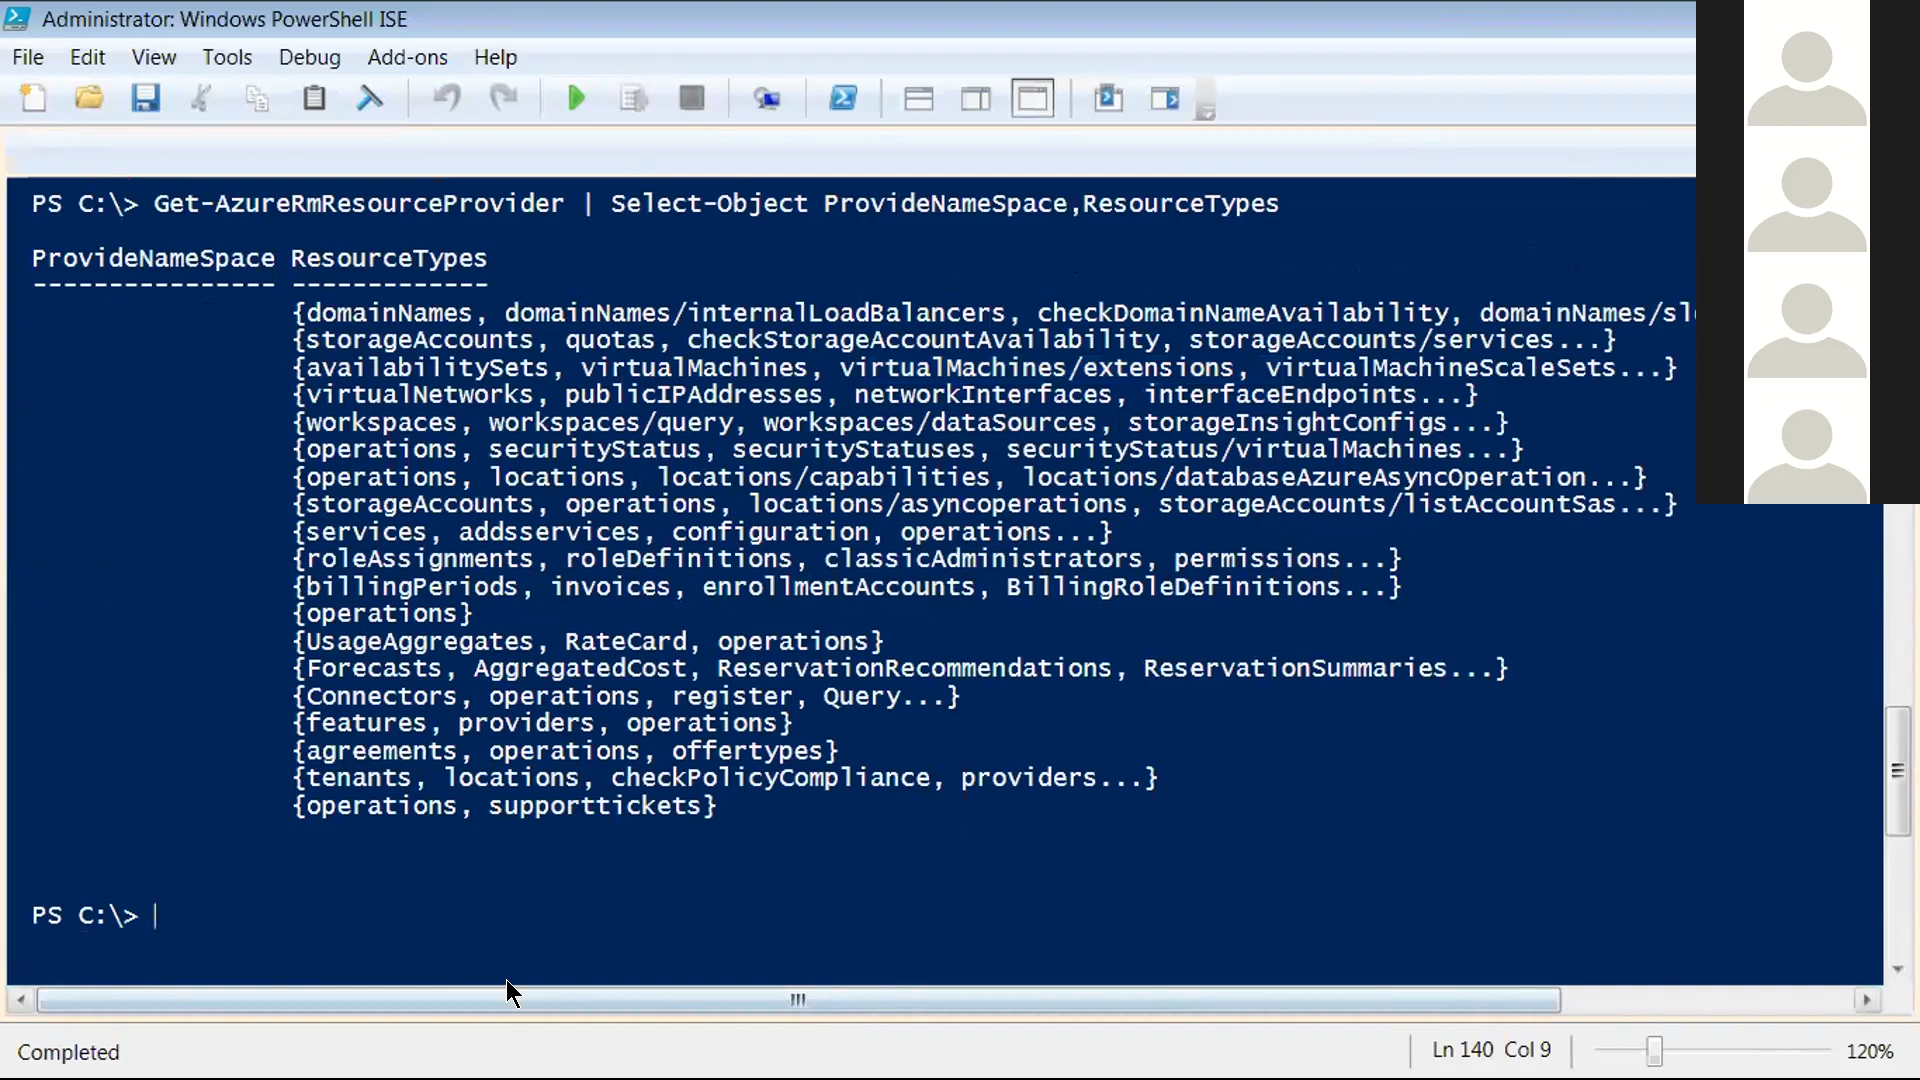 Administrator: Windows PowerShell ISE
File Edit View Tools Debug Add-ons Help
PS C:\> Get-AzureRmResourceProvider | Select-Object ProvideNameSpace,ResourceTypes
ProvideNameSpace ResourceTypes
---------------- -------------
{domainNames, domainNames/internalLoadBalancers, checkDomainNameAvailability, domainNames/slo
{storageAccounts, quotas, checkStorageAccountAvailability, storageAccounts/services...}
{availabilitySets, virtualMachines, virtualMachines/extensions, virtualMachineScaleSets...}
{virtualNetworks, publicIPAddresses, networkInterfaces, interfaceEndpoints...}
{workspaces, workspaces/query, workspaces/dataSources, storageInsightConfigs...}
{operations, securityStatus, securityStatuses, securityStatus/virtualMachines...}
{operations, locations, locations/capabilities, locations/databaseAzureAsyncOperation...}
{storageAccounts, operations, locations/asyncoperations, storageAccounts/listAccountSas...}
{services, addsservices, configuration, operations...}
{roleAssignments, roleDefinitions, classicAdministrators, permissions...}
{billingPeriods, invoices, enrollmentAccounts, BillingRoleDefinitions...}
{operations}
{UsageAggregates, RateCard, operations}
{Forecasts, AggregatedCost, ReservationRecommendations, ReservationSummaries...}
{Connectors, operations, register, Query...}
{features, providers, operations}
{agreements, operations, offertypes}
{tenants, locations, checkPolicyCompliance, providers...}
{operations, supporttickets}
PS C:\>
Completed
Ln 140 Col 9
120%